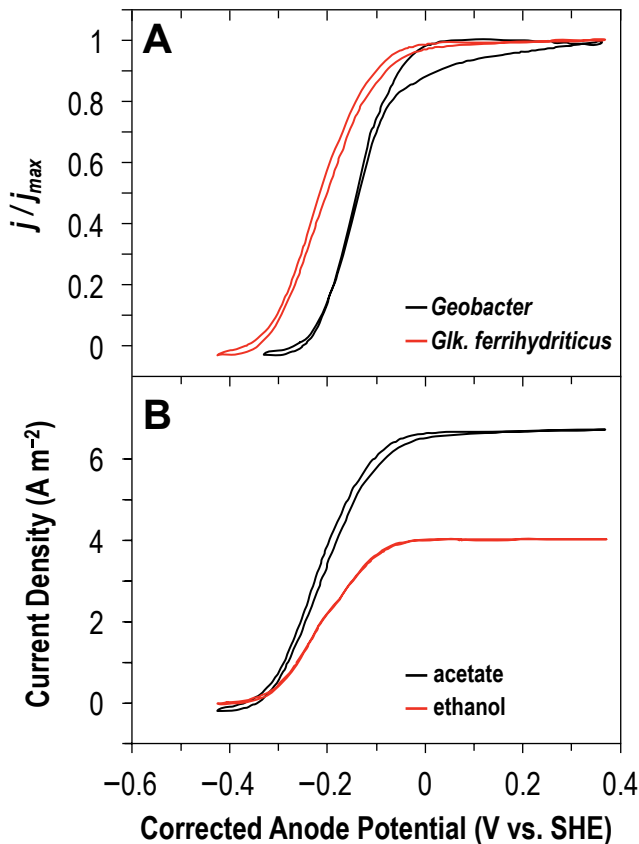 A
1
0.8
0.6
0.4
0.2
0
j / jmax
Geobacter
Glk. ferrihydriticus
B
6
4
2
0
Current Density (A m⁻²)
acetate
ethanol
−0.6 −0.4 −0.2 0 0.2 0.4
Corrected Anode Potential (V vs. SHE)